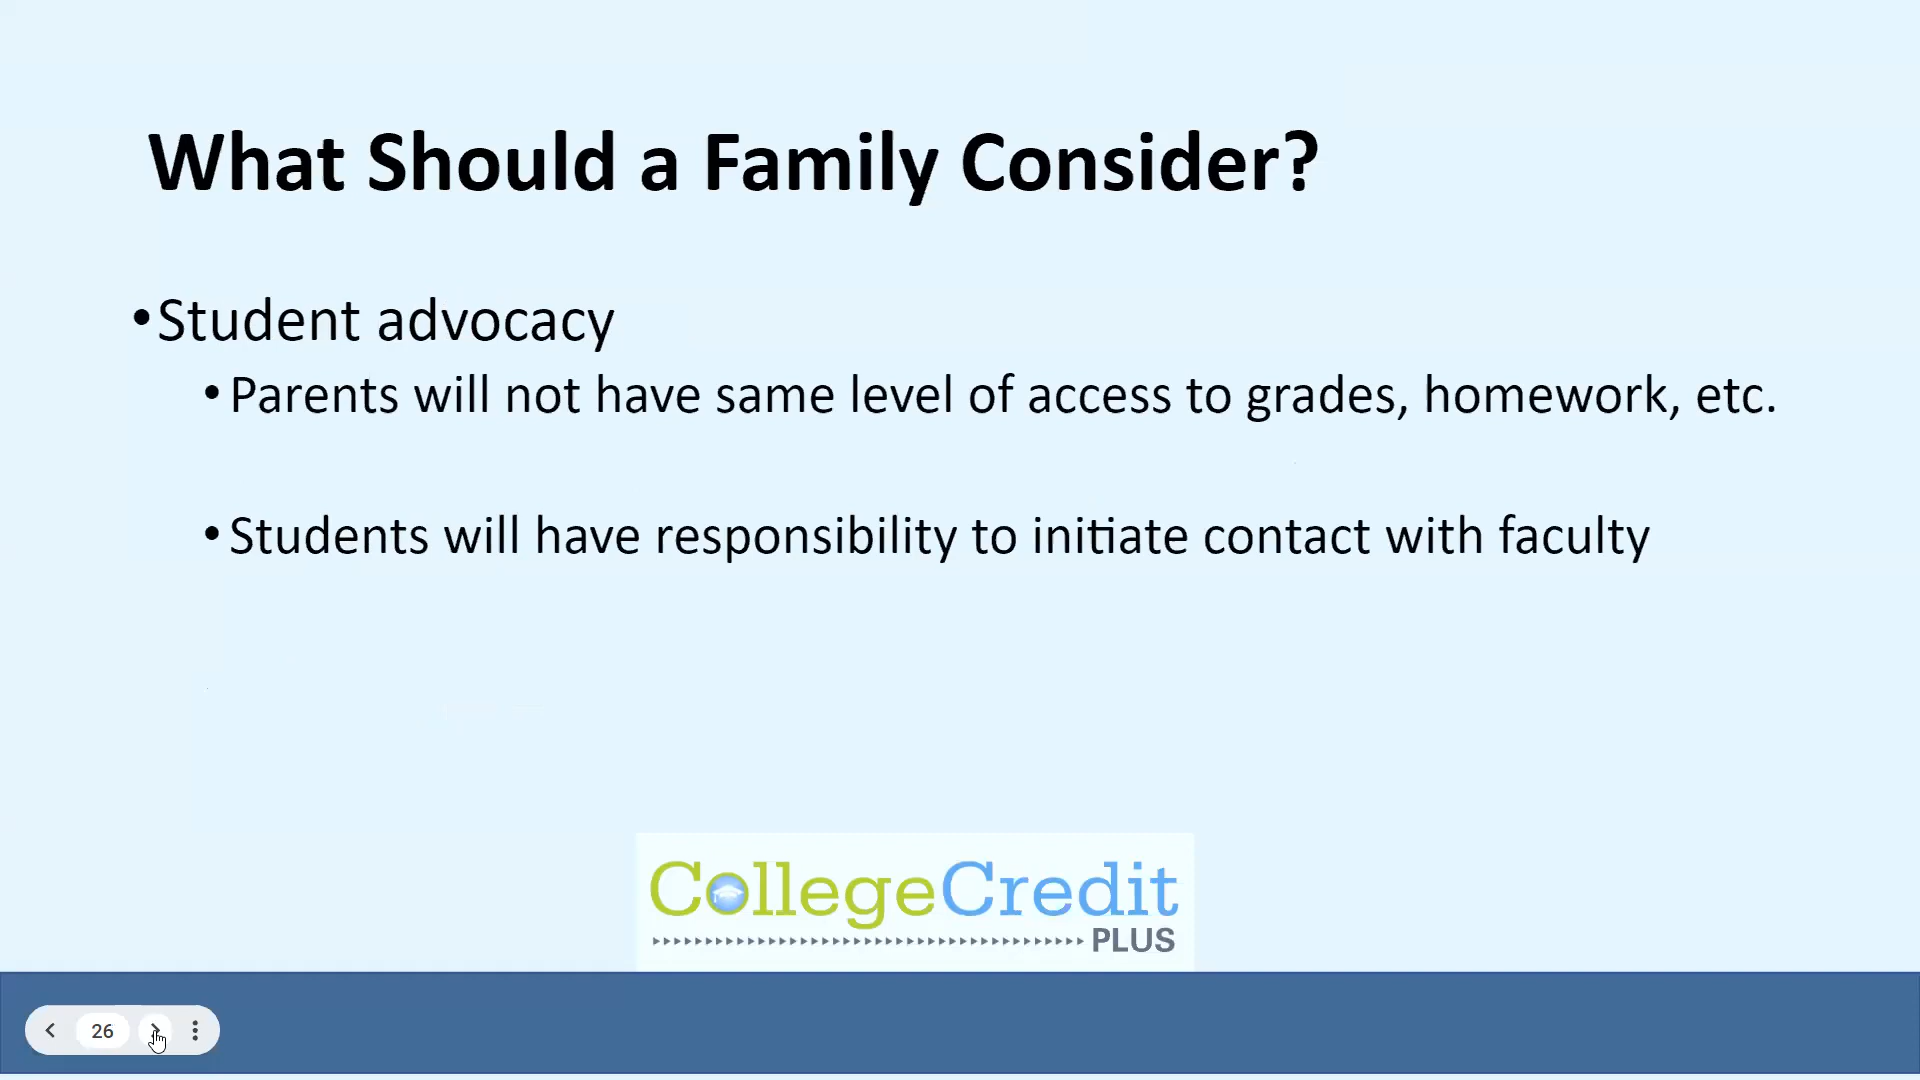 What Should a Family Consider?
•Student advocacy
•Parents will not have same level of access to grades, homework, etc.
•Students will have responsibility to initiate contact with faculty
CollegeCredit
PLUS
26